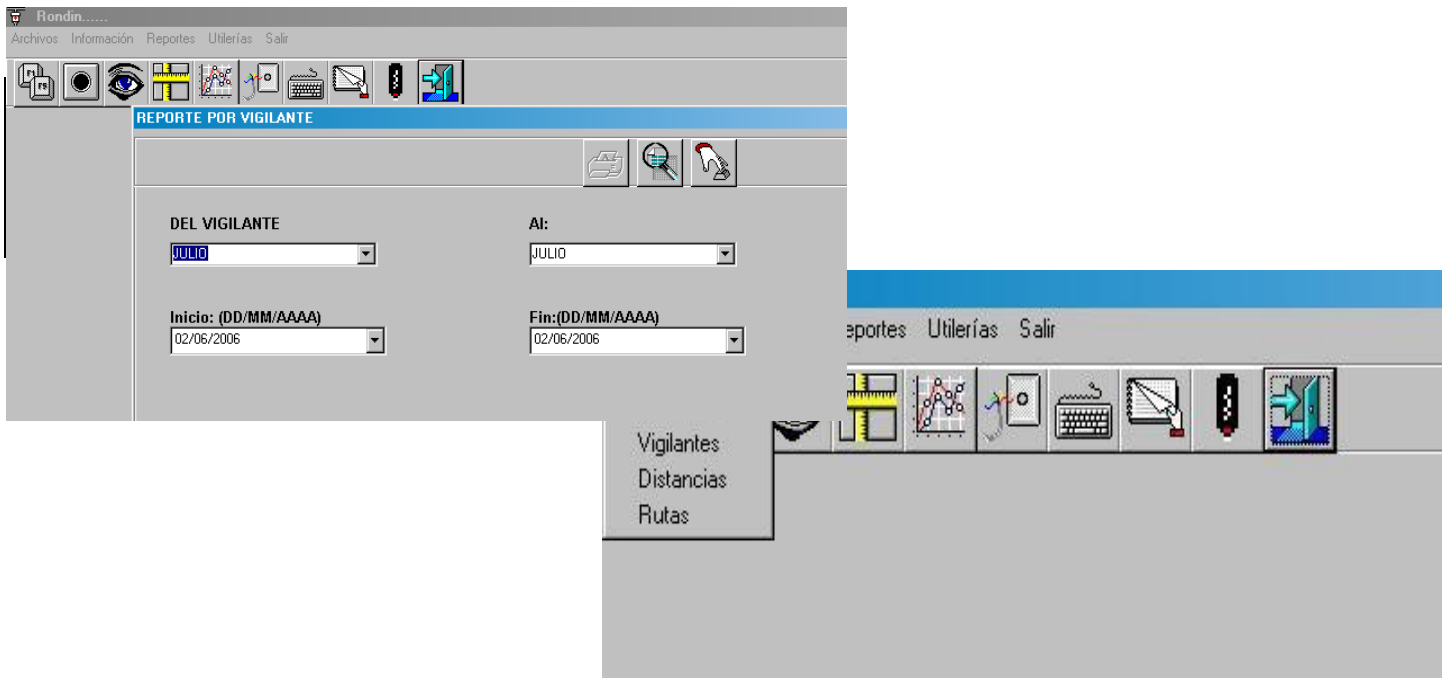 Rondin......
Archivos Información Reportes Utilerías Salir
REPORTE POR VIGILANTE
DEL VIGILANTE
Al:
JULIO
JULIO
Inicio: (DD/MM/AAAA)
Fin:(DD/MM/AAAA)
02/06/2006
02/06/2006
eportes Utilerías Salir
Vigilantes
Distancias
Rutas